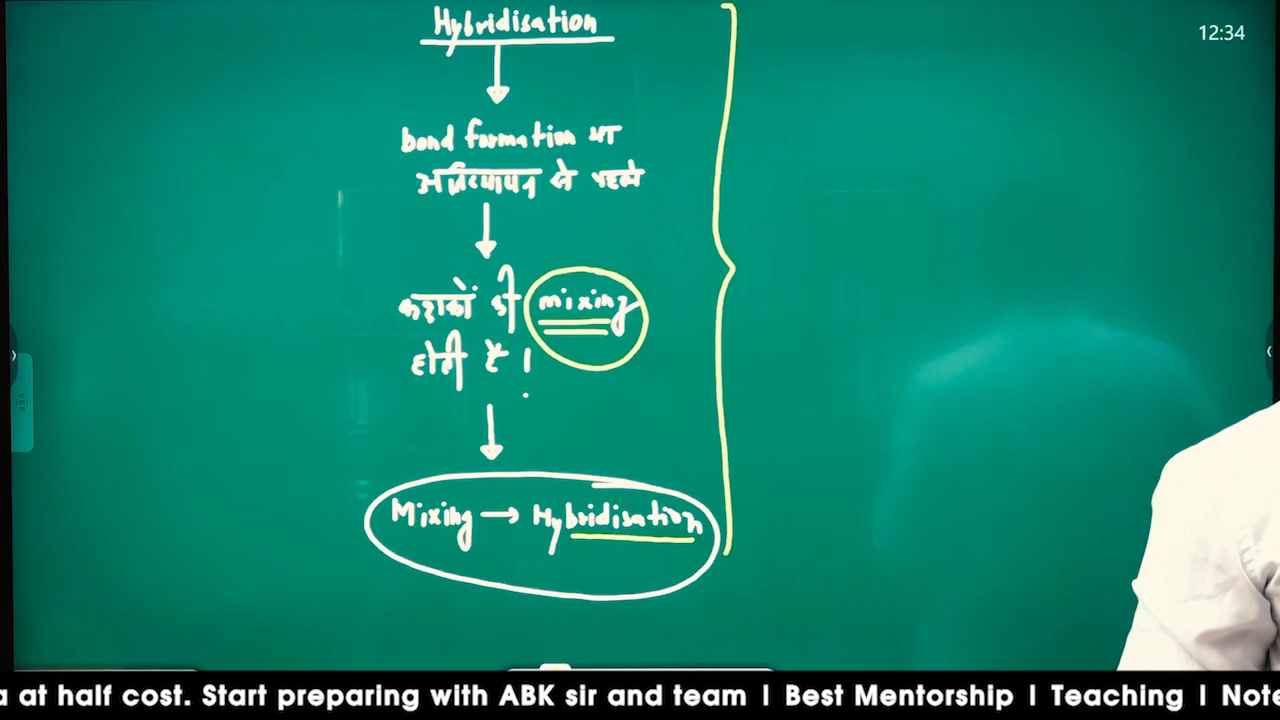 Hybridisation
12:34
bond formation या
अतिव्यापन से पहले
कक्षकों की mixing
होती है ।
Mixing → Hybridisation
a at half cost. Start preparing with ABK sir and team | Best Mentorship | Teaching | Note